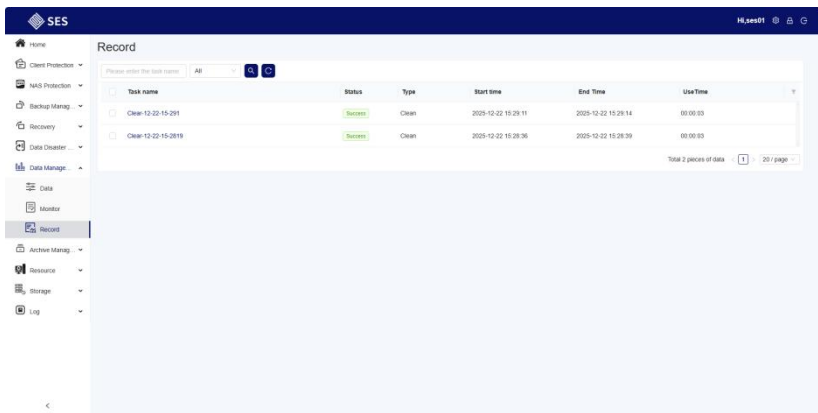 SES
Hi,ses01
Home
Client Protection
NAS Protection
Backup Manag...
Recovery
Data Disaster ...
Data Manage...
Data
Monitor
Record
Archive Manag...
Resource
Storage
Log
Record
Please enter the task name All
Task name Status Type Start time End Time UseTime
Clear-12-22-15-291 Success Clean 2025-12-22 15:29:11 2025-12-22 15:29:14 00:00:03
Clear-12-22-15-2819 Success Clean 2025-12-22 15:28:36 2025-12-22 15:28:39 00:00:03
Total 2 pieces of data < 1 > 20 / page